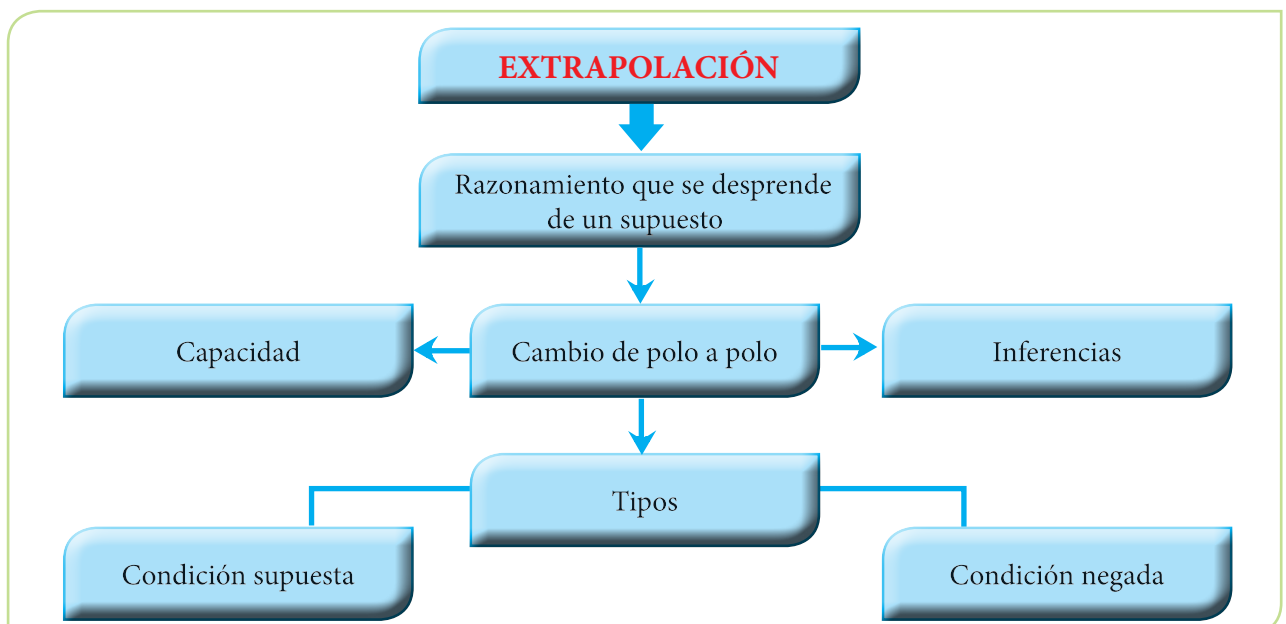 EXTRAPOLACIÓN
Razonamiento que se desprende
de un supuesto
Capacidad
Cambio de polo a polo
Inferencias
Tipos
Condición supuesta
Condición negada